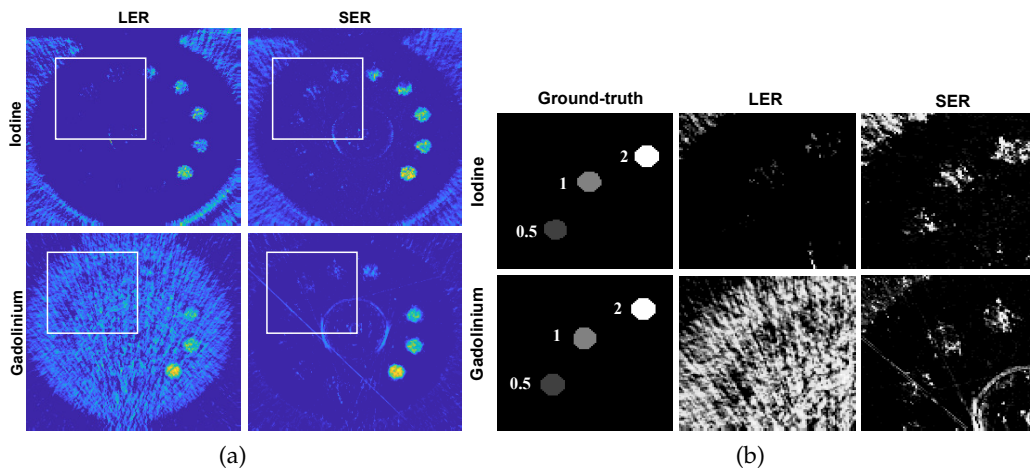 LER SER
Iodine
Gadolinium
(a)
Ground-truth LER SER
Iodine
2
1
0.5
Gadolinium
2
1
0.5
(b)